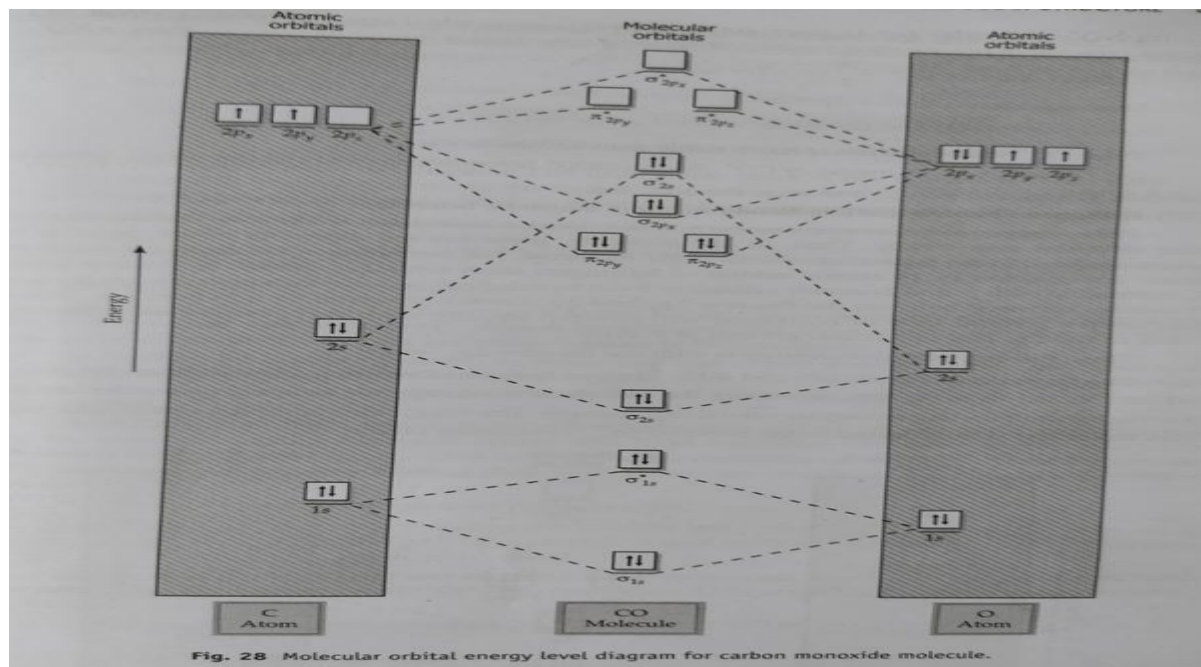 Atomic
orbitals
Molecular
orbitals
Atomic
orbitals
STRUCTURE
σ*2px
π*2py π*2pz
↑ ↑
2px 2py 2pz
↑↓ ↑ ↑
2px 2py 2pz
↑↓
σ*2s
↑↓
σ2px
↑↓ ↑↓
π2py π2pz
Energy
↑↓
2s
↑↓
2s
↑↓
σ2s
↑↓
σ*1s
↑↓
1s
↑↓
1s
↑↓
σ1s
C
Atom
CO
Molecule
O
Atom
Fig. 28 Molecular orbital energy level diagram for carbon monoxide molecule.